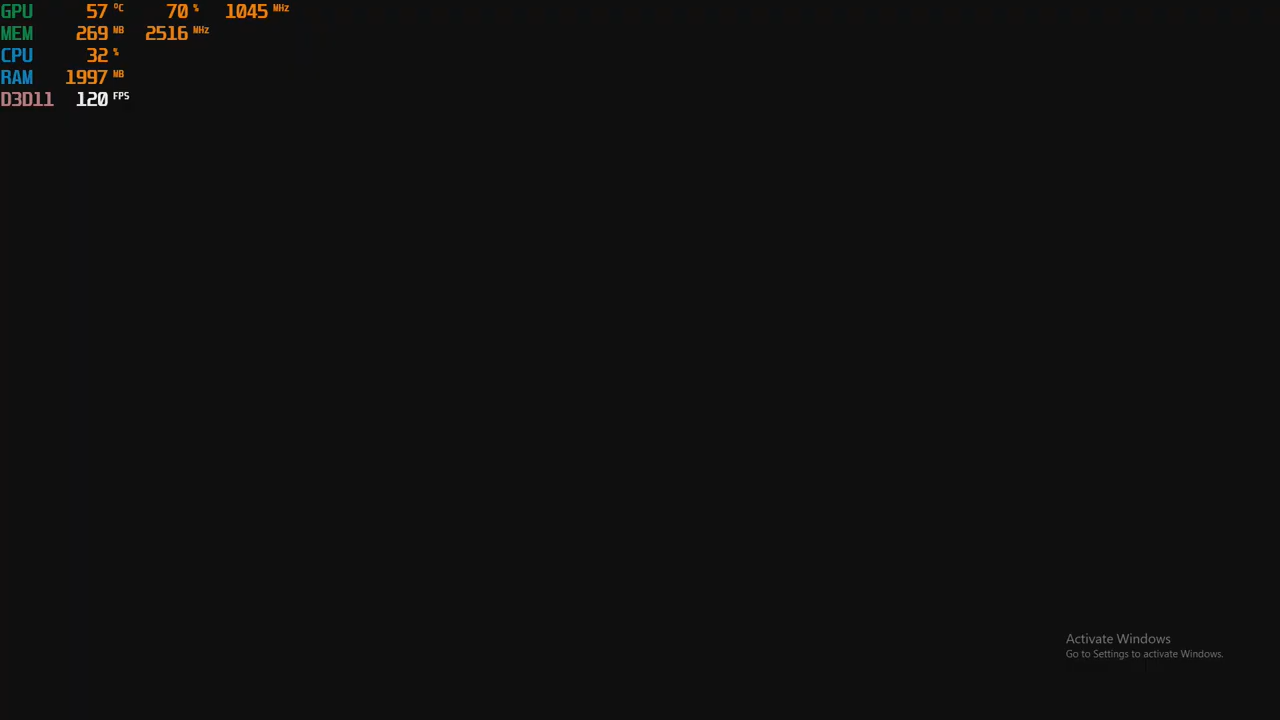 GPU 57 °C 70 % 1045 MHz
MEM 269 MB 2516 MHz
CPU 32 %
RAM 1997 MB
D3D11 120 FPS
Activate Windows
Go to Settings to activate Windows.